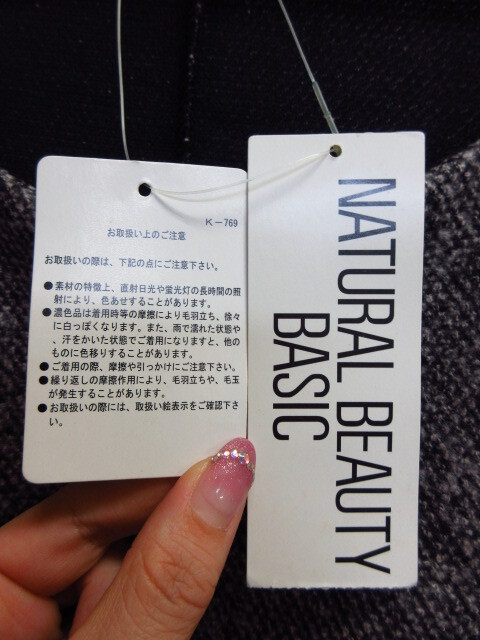 K-769
お取扱い上のご注意
お取扱いの際は、下記の点にご注意下さい。
●素材の特徴上、直射日光や蛍光灯の長時間の照
射により、色あせすることがあります。
●濃色品は着用時等の摩擦により毛羽立ち、徐々
に白っぽくなります。また、雨で濡れた状態や
、汗をかいた状態でご着用になりますと、他の
ものに色移りすることがあります。
●ご着用の際、摩擦や引っかけにご注意下さい。
●繰り返しの摩擦作用により、毛羽立ちや、毛玉
が発生することがあります。
●お取扱いの際には、取扱い絵表示をご確認下さ
い。
NATURAL BEAUTY
BASIC